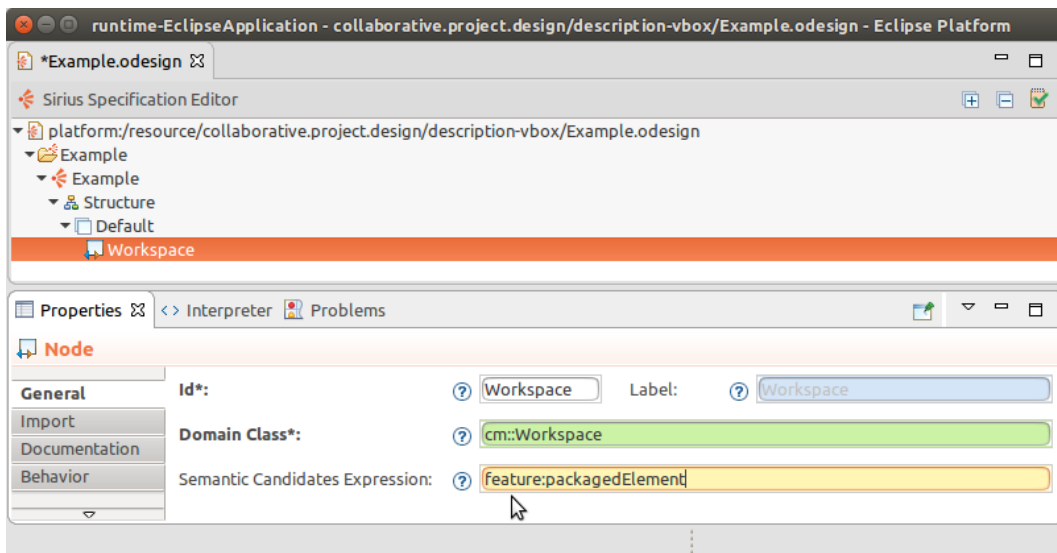 runtime-EclipseApplication - collaborative.project.design/description-vbox/Example.odesign - Eclipse Platform
*Example.odesign
Sirius Specification Editor
platform:/resource/collaborative.project.design/description-vbox/Example.odesign
Example
Example
Structure
Default
Workspace
Properties <> Interpreter Problems
Node
General
Import
Documentation
Behavior
Id*: ? Workspace Label: ? Workspace
Domain Class*: ? cm::Workspace
Semantic Candidates Expression: ? feature:packagedElement